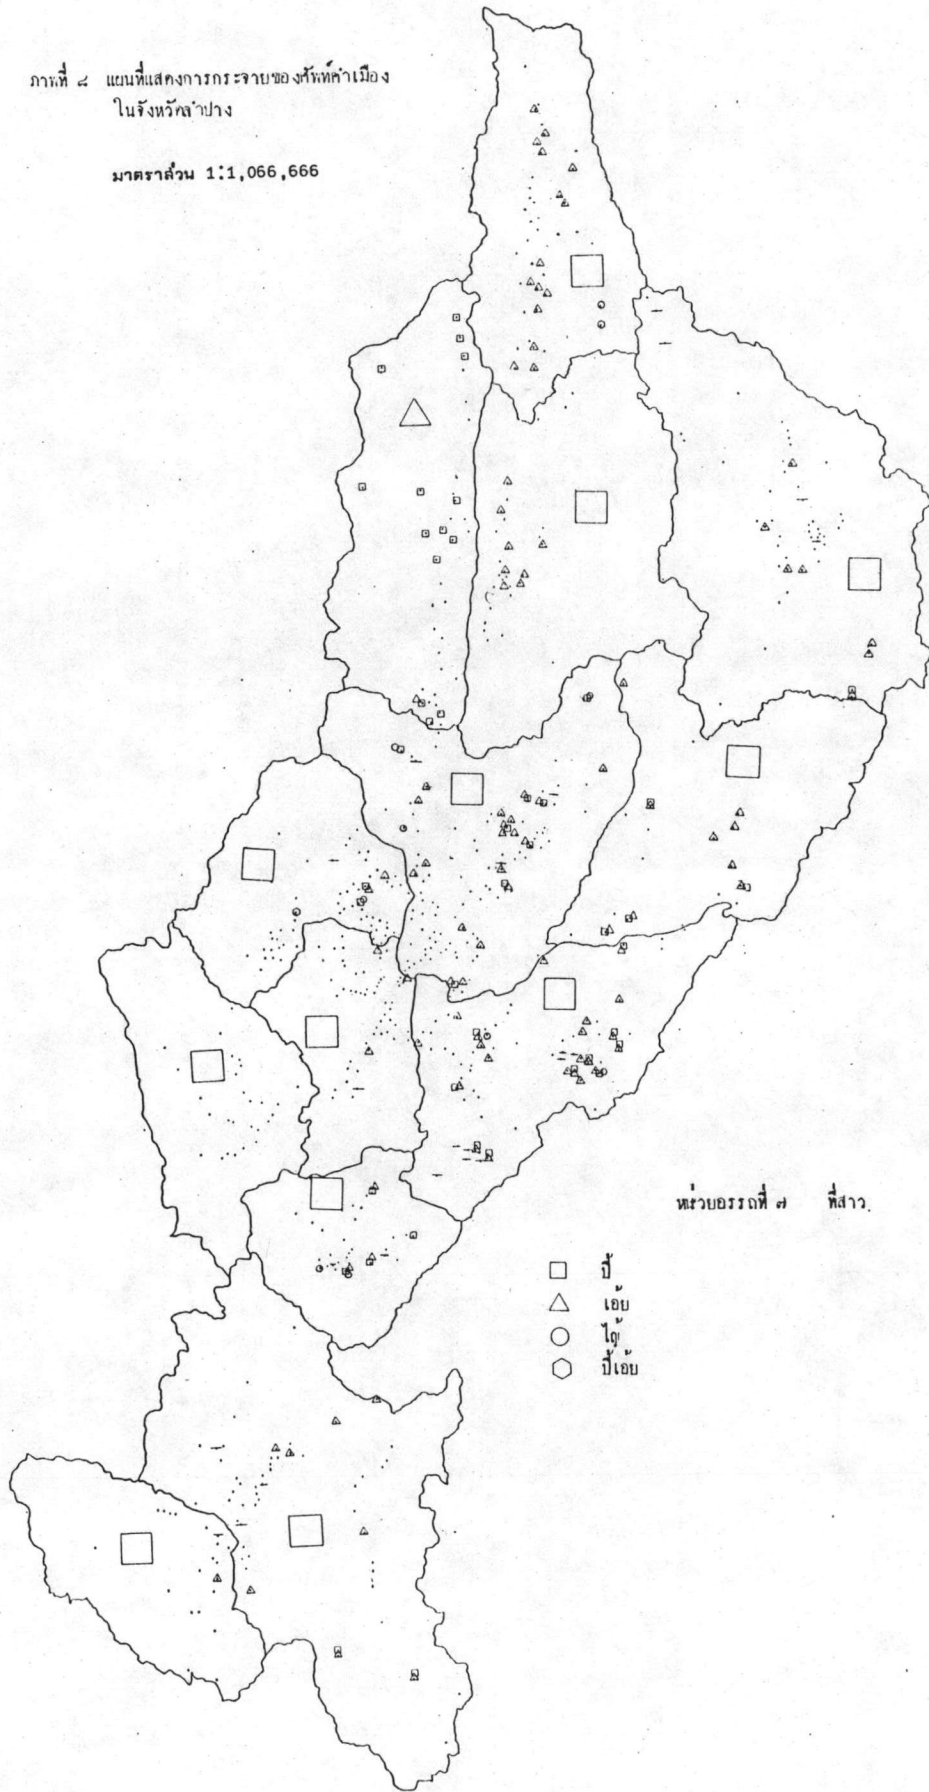 ภาพที่ ๘ แผนที่แสดงการกระจายของศัพท์คำเมือง
ในจังหวัดลำปาง
มาตราส่วน 1:1,066,666
หน่วยอรรถที่ ๗ พี่สาว
ปี้
เอ้ย
ปี้เอ้ย